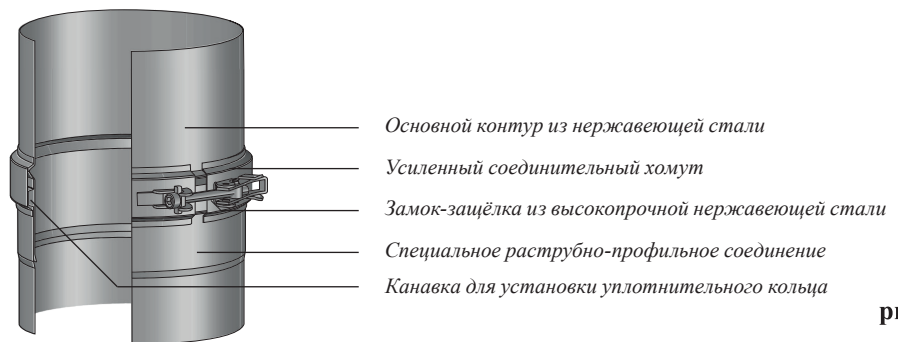 Основной контур из нержавеющей стали
Усиленный соединительный хомут
Замок-защёлка из высокопрочной нержавеющей стали
Специальное раструбно-профильное соединение
Канавка для установки уплотнительного кольца